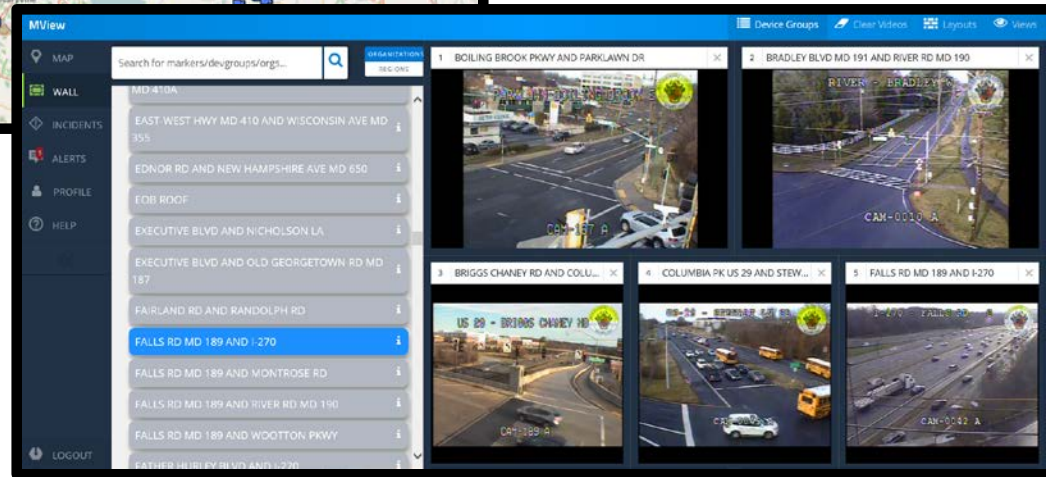 MView
Device Groups
Clear Videos
Layouts
Views
MAP
WALL
INCIDENTS
ALERTS
PROFILE
HELP
LOGOUT
Search for markers/devgroups/orgs...
ORGANIZATIONS
REGIONS
MD 410A
EAST-WEST HWY MD 410 AND WISCONSIN AVE MD
355
EDNOR RD AND NEW HAMPSHIRE AVE MD 650
EOB ROOF
EXECUTIVE BLVD AND NICHOLSON LA
EXECUTIVE BLVD AND OLD GEORGETOWN RD MD
187
FAIRLAND RD AND RANDOLPH RD
FALLS RD MD 189 AND I-270
FALLS RD MD 189 AND MONTROSE RD
FALLS RD MD 189 AND RIVER RD MD 190
FALLS RD MD 189 AND WOOTTON PKWY
FATHER HURLEY BLVD AND I-270
1 BOILING BROOK PKWY AND PARKLAWN DR
CAM-187 A
2 BRADLEY BLVD MD 191 AND RIVER RD MD 190
RIVER - BRADLEY
CAM-0010 A
3 BRIGGS CHANEY RD AND COLU...
US 29 - BRIGGS CHANEY
CAM-189 A
4 COLUMBIA PK US 29 AND STEW...
5 FALLS RD MD 189 AND I-270
I-270 FALLS RD
CAM-0042 A